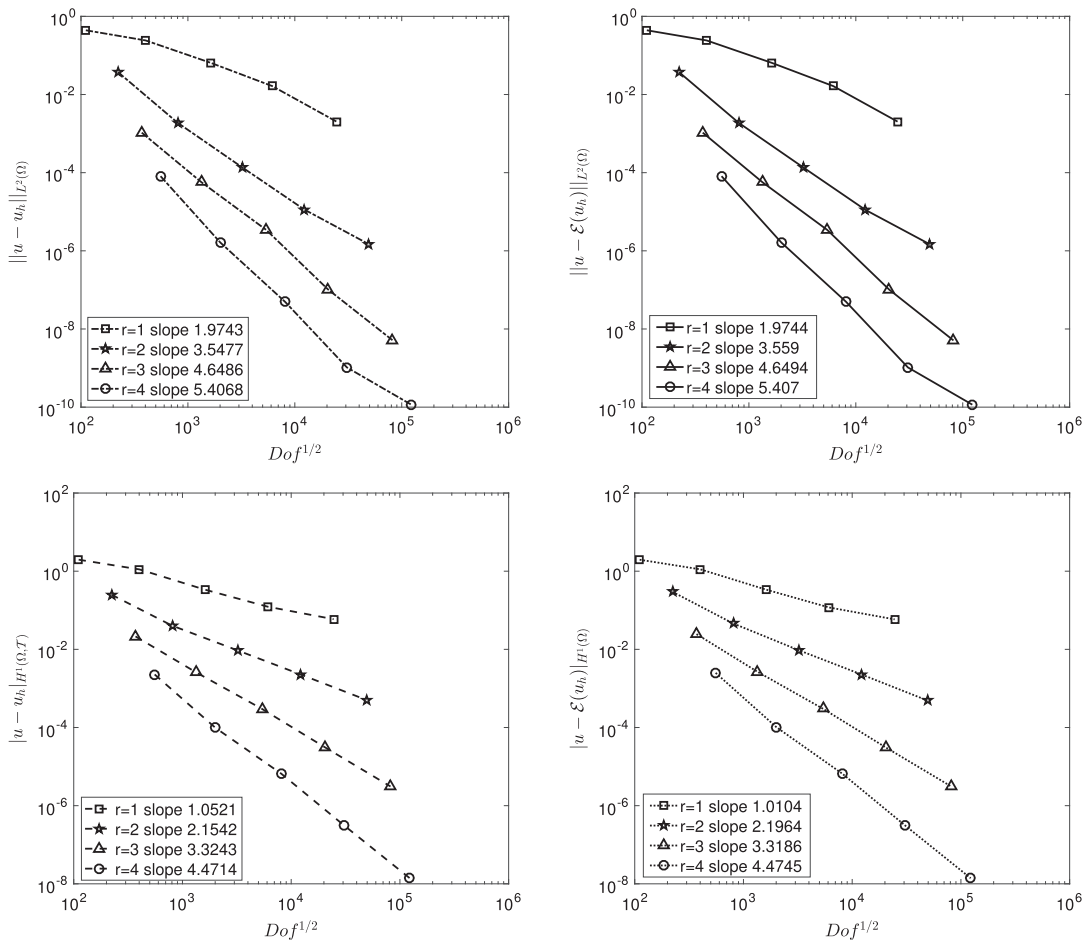 ||u − u_h||_{L²(Ω)}
10^0
10^{-2}
10^{-4}
10^{-6}
10^{-8}
10^{-10}
r=1 slope 1.9743
r=2 slope 3.5477
r=3 slope 4.6486
r=4 slope 5.4068
10^2 10^3 10^4 10^5 10^6
Dof^{1/2}
||u − ℰ(u_h)||_{L²(Ω)}
10^0
10^{-2}
10^{-4}
10^{-6}
10^{-8}
10^{-10}
r=1 slope 1.9744
r=2 slope 3.559
r=3 slope 4.6494
r=4 slope 5.407
10^2 10^3 10^4 10^5 10^6
Dof^{1/2}
|u − u_h|_{H¹(Ω,𝒯)}
10^2
10^0
10^{-2}
10^{-4}
10^{-6}
10^{-8}
r=1 slope 1.0521
r=2 slope 2.1542
r=3 slope 3.3243
r=4 slope 4.4714
10^2 10^3 10^4 10^5 10^6
Dof^{1/2}
|u − ℰ(u_h)|_{H¹(Ω)}
10^2
10^0
10^{-2}
10^{-4}
10^{-6}
10^{-8}
r=1 slope 1.0104
r=2 slope 2.1964
r=3 slope 3.3186
r=4 slope 4.4745
10^2 10^3 10^4 10^5 10^6
Dof^{1/2}